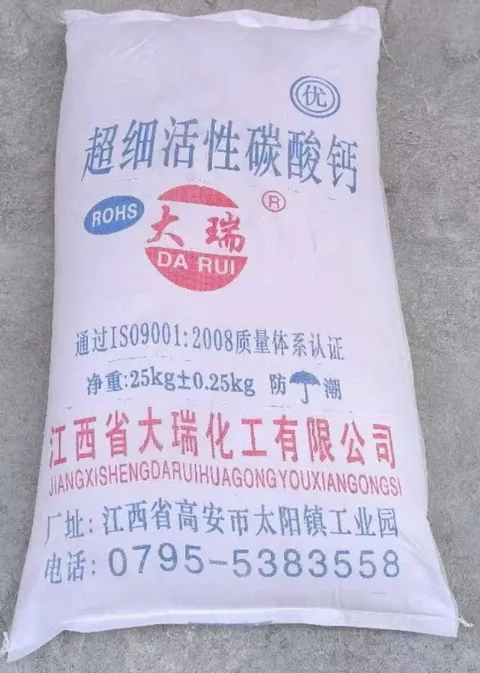 优
超细活性碳酸钙
ROHS
大瑞®
DA RUI
通过ISO9001:2008质量体系认证
净重:25kg±0.25kg 防潮
江西省大瑞化工有限公司
JIANGXISHENGDARUIHUAGONGYOUXIANGONGSI
厂址:江西省高安市太阳镇工业园
电话:0795-5383558